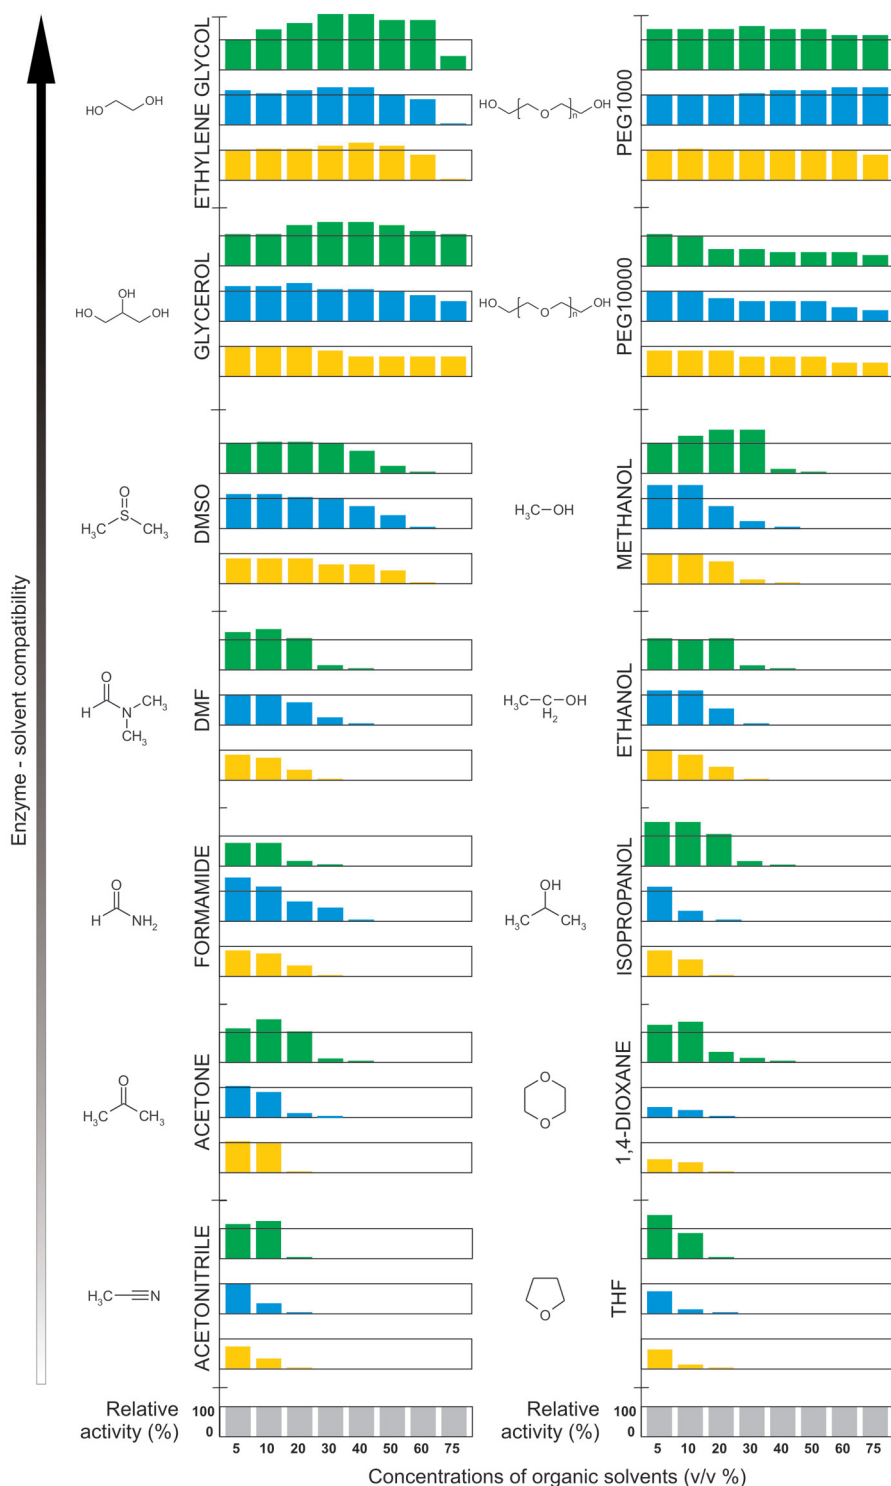 Enzyme - solvent compatibility
HO
OH
ETHYLENE GLYCOL
HO
O
n
OH
PEG1000
OH
HO
OH
GLYCEROL
HO
O
n
OH
PEG10000
O
S
H₃C
CH₃
DMSO
H₃C
OH
METHANOL
O
H
N
CH₃
CH₃
DMF
H₃C
C
H₂
OH
ETHANOL
O
H
NH₂
FORMAMIDE
OH
H₃C
CH₃
ISOPROPANOL
O
H₃C
CH₃
ACETONE
O
O
1,4-DIOXANE
H₃C
N
ACETONITRILE
O
THF
Relative
activity (%)
100
0
5 10 20 30 40 50 60 75
Relative
activity (%)
100
0
5 10 20 30 40 50 60 75
Concentrations of organic solvents (v/v %)